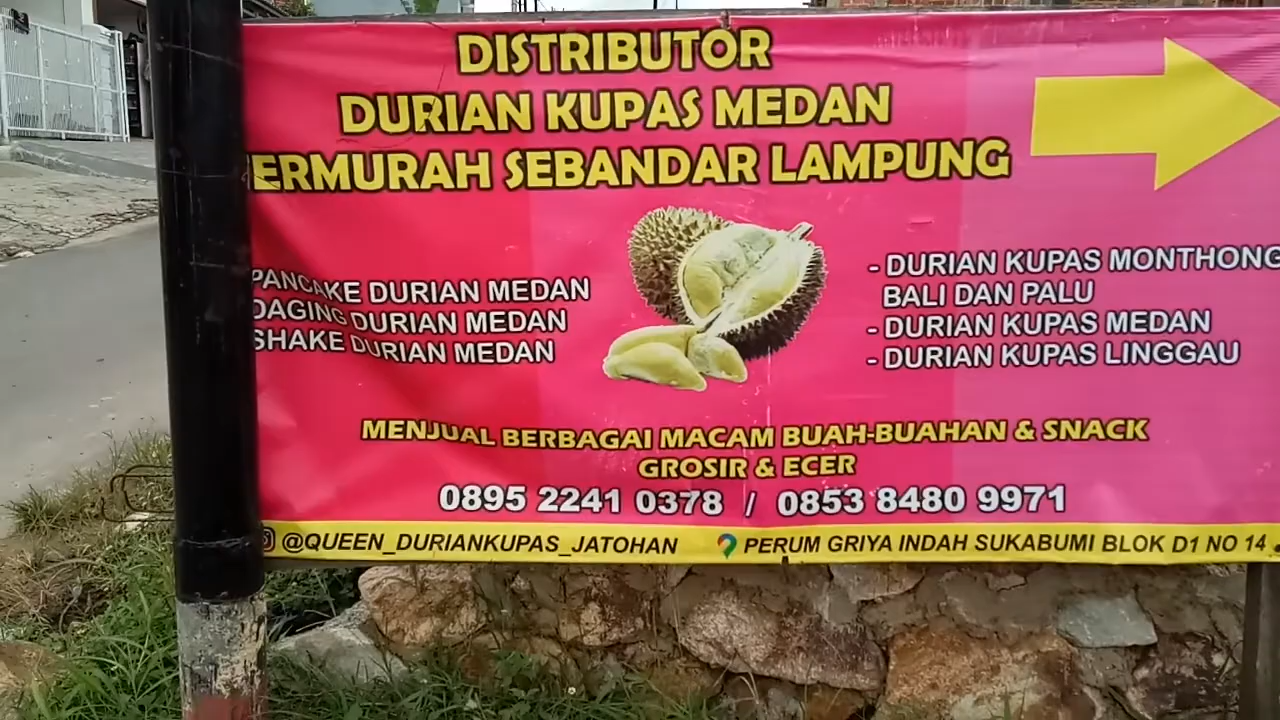 DISTRIBUTOR
DURIAN KUPAS MEDAN
ERMURAH SEBANDAR LAMPUNG
PANCAKE DURIAN MEDAN
DAGING DURIAN MEDAN
SHAKE DURIAN MEDAN
- DURIAN KUPAS MONTHONG
BALI DAN PALU
- DURIAN KUPAS MEDAN
- DURIAN KUPAS LINGGAU
MENJUAL BERBAGAI MACAM BUAH-BUAHAN & SNACK
GROSIR & ECER
0895 2241 0378 / 0853 8480 9971
@QUEEN_DURIANKUPAS_JATOHAN PERUM GRIYA INDAH SUKABUMI BLOK D1 NO 14